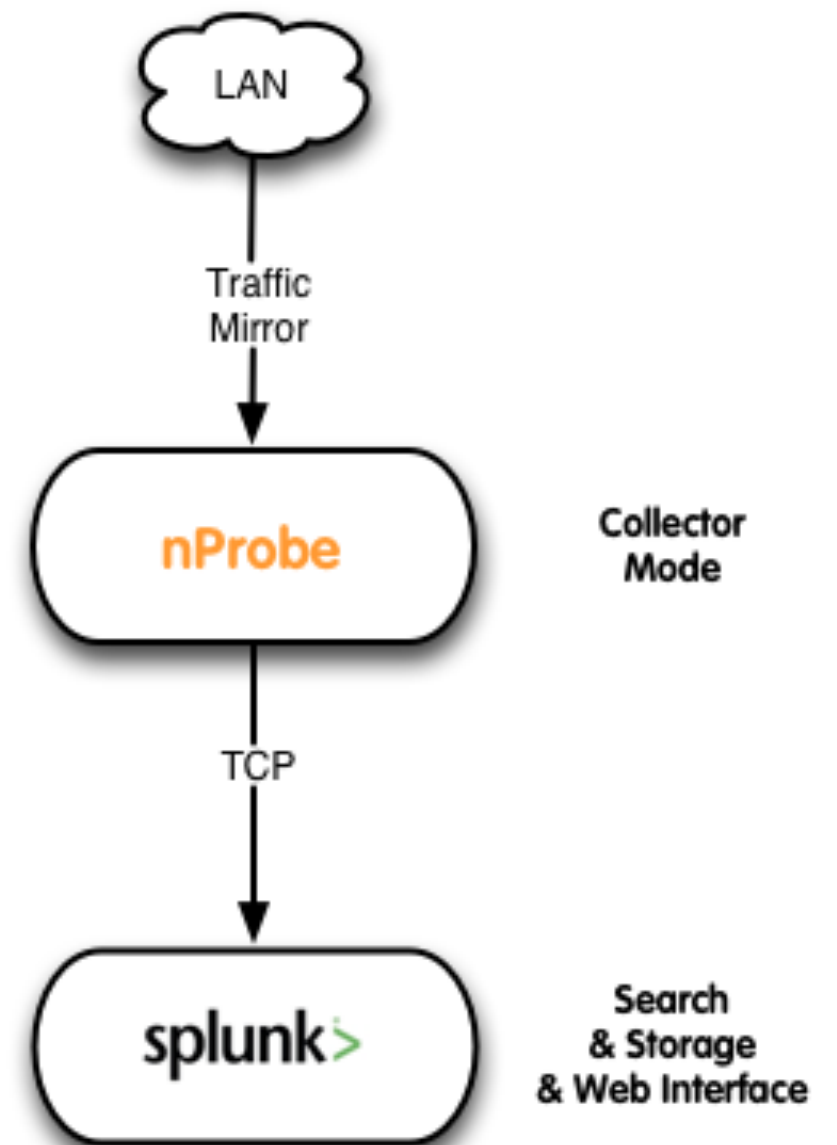 LAN
Traffic
Mirror
nProbe
Collector
Mode
TCP
splunk>
Search
& Storage
& Web Interface